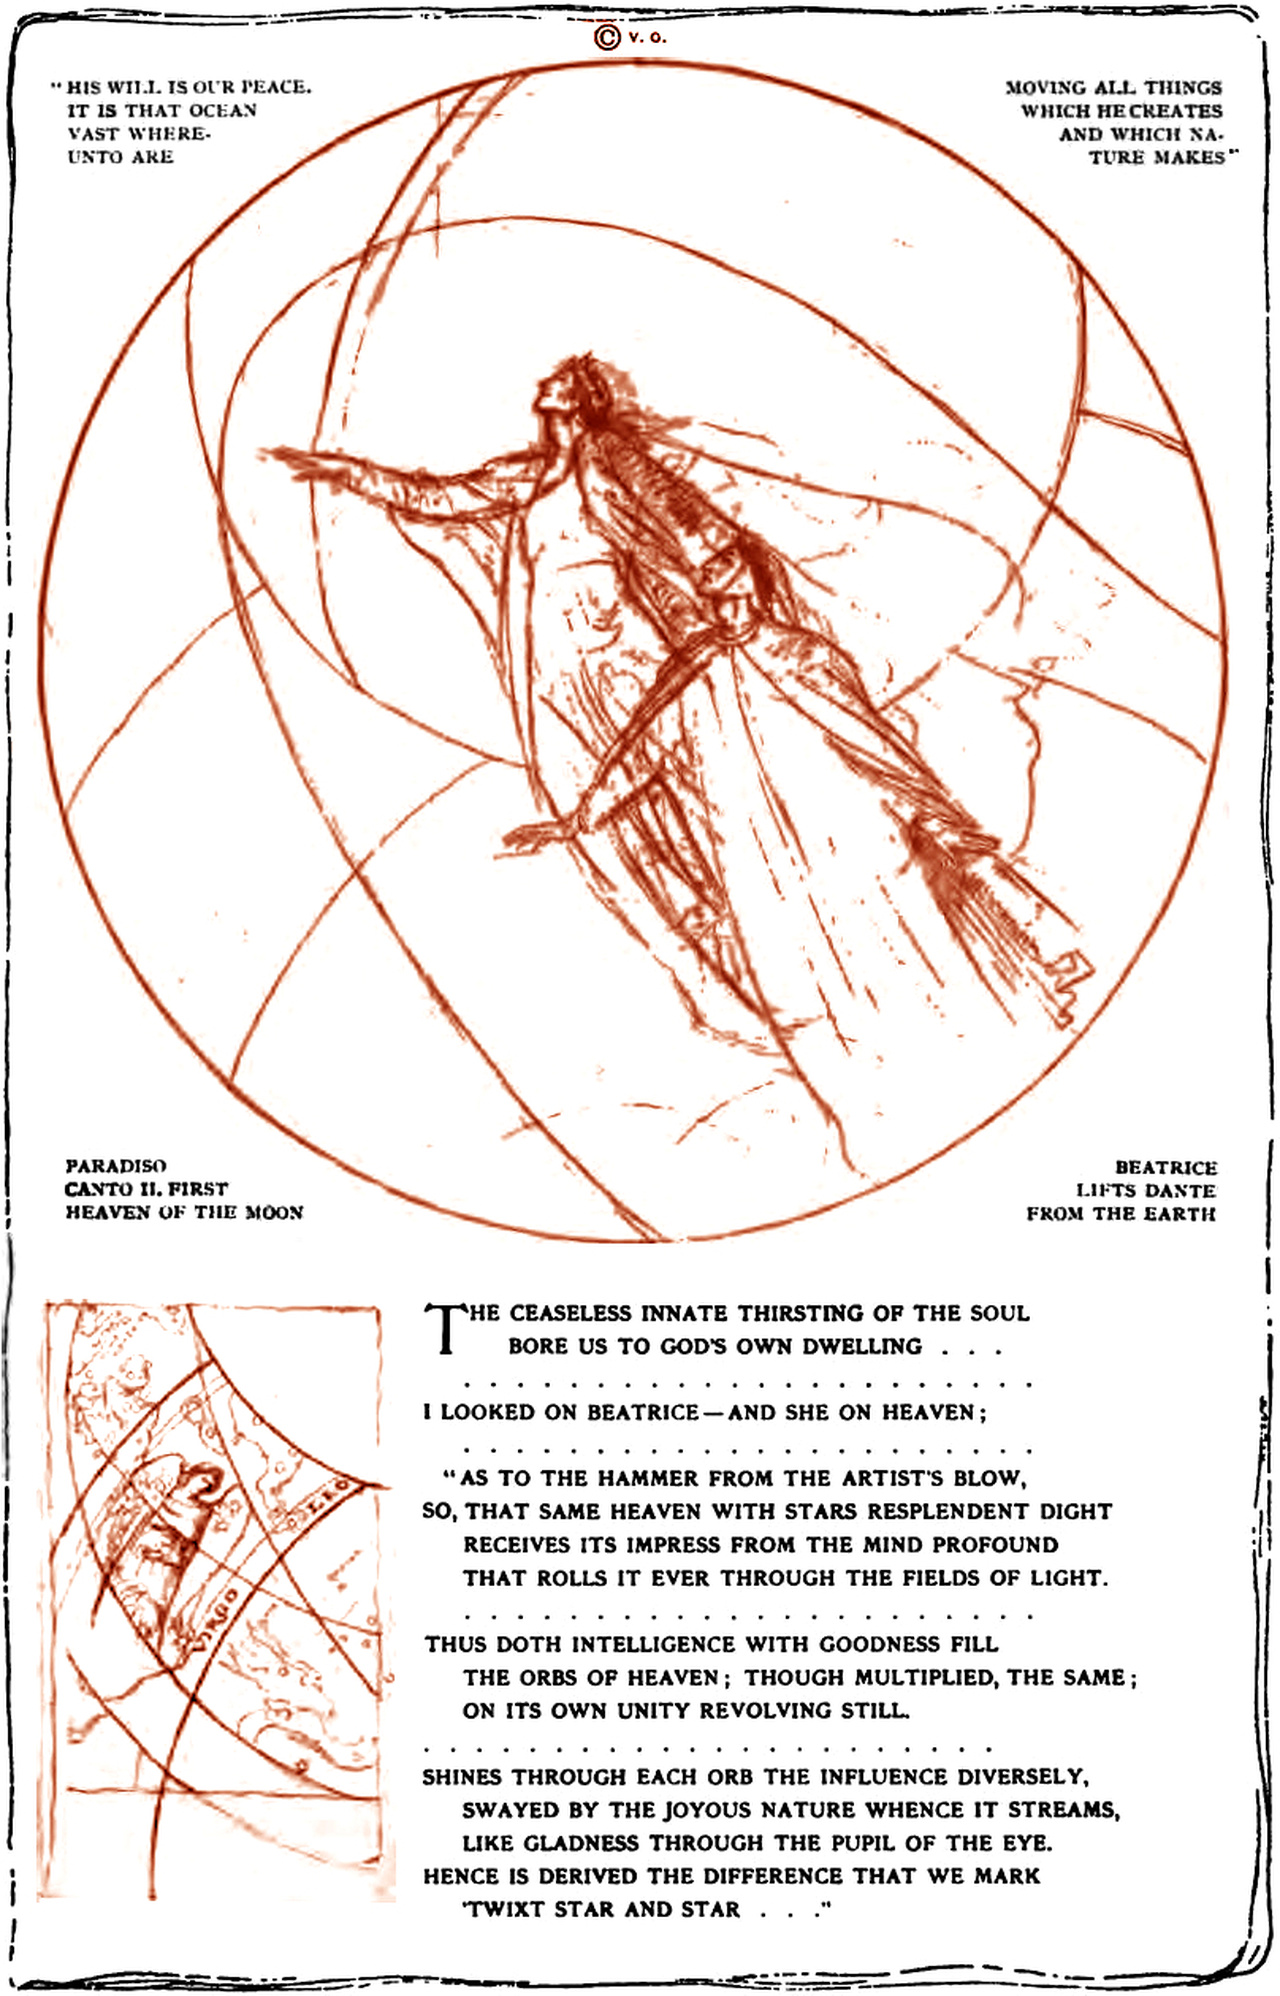 © V. O.
"HIS WILL IS OUR PEACE.
IT IS THAT OCEAN
VAST WHERE-
UNTO ARE
MOVING ALL THINGS
WHICH HE CREATES
AND WHICH NA-
TURE MAKES"
PARADISO
CANTO II. FIRST
HEAVEN OF THE MOON
BEATRICE
LIFTS DANTE
FROM THE EARTH
LEO
VIRGO
THE CEASELESS INNATE THIRSTING OF THE SOUL
BORE US TO GOD'S OWN DWELLING . . .
. . . . . . . . . . . . . . . . . . . . . .
I LOOKED ON BEATRICE—AND SHE ON HEAVEN;
. . . . . . . . . . . . . . . . . . . . . .
"AS TO THE HAMMER FROM THE ARTIST'S BLOW,
SO, THAT SAME HEAVEN WITH STARS RESPLENDENT DIGHT
RECEIVES ITS IMPRESS FROM THE MIND PROFOUND
THAT ROLLS IT EVER THROUGH THE FIELDS OF LIGHT.
. . . . . . . . . . . . . . . . . . . . . .
THUS DOTH INTELLIGENCE WITH GOODNESS FILL
THE ORBS OF HEAVEN; THOUGH MULTIPLIED, THE SAME;
ON ITS OWN UNITY REVOLVING STILL.
. . . . . . . . . . . . . . . . . . . . . .
SHINES THROUGH EACH ORB THE INFLUENCE DIVERSELY,
SWAYED BY THE JOYOUS NATURE WHENCE IT STREAMS,
LIKE GLADNESS THROUGH THE PUPIL OF THE EYE.
HENCE IS DERIVED THE DIFFERENCE THAT WE MARK
'TWIXT STAR AND STAR . . ."